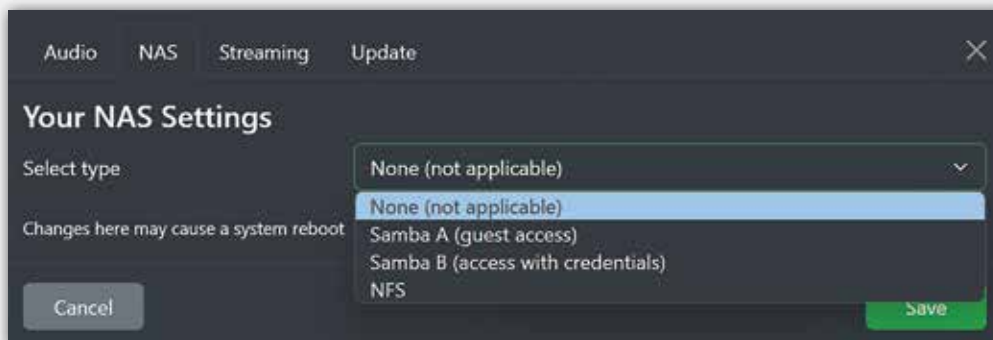 Audio NAS Streaming Update
Your NAS Settings
Select type None (not applicable)
None (not applicable)
Samba A (guest access)
Changes here may cause a system reboot
Samba B (access with credentials)
NFS
Cancel Save